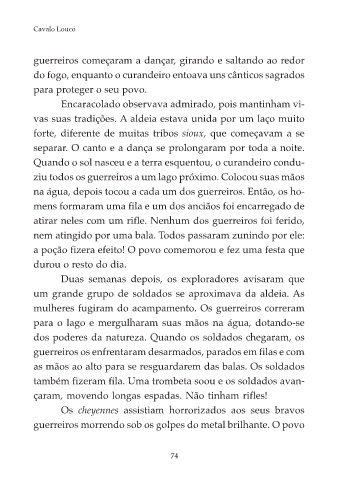 Cavalo Louco
guerreiros começaram a dançar, girando e saltando ao redor
do fogo, enquanto o curandeiro entoava uns cânticos sagrados
para proteger o seu povo.
Encaracolado observava admirado, pois mantinham vi-
vas suas tradições. A aldeia estava unida por um laço muito
forte, diferente de muitas tribos sioux, que começavam a se
separar. O canto e a dança se prolongaram por toda a noite.
Quando o sol nasceu e a terra esquentou, o curandeiro condu-
ziu todos os guerreiros a um lago próximo. Colocou suas mãos
na água, depois tocou a cada um dos guerreiros. Então, os ho-
mens formaram uma fila e um dos anciãos foi encarregado de
atirar neles com um rifle. Nenhum dos guerreiros foi ferido,
nem atingido por uma bala. Todos passaram zunindo por ele:
a poção fizera efeito! O povo comemorou e fez uma festa que
durou o resto do dia.
Duas semanas depois, os exploradores avisaram que
um grande grupo de soldados se aproximava da aldeia. As
mulheres fugiram do acampamento. Os guerreiros correram
para o lago e mergulharam suas mãos na água, dotando-se
dos poderes da natureza. Quando os soldados chegaram, os
guerreiros os enfrentaram desarmados, parados em filas e com
as mãos ao alto para se resguardarem das balas. Os soldados
também fizeram fila. Uma trombeta soou e os soldados avan-
çaram, movendo longas espadas. Não tinham rifles!
Os cheyennes assistiam horrorizados aos seus bravos
guerreiros morrendo sob os golpes do metal brilhante. O povo
74